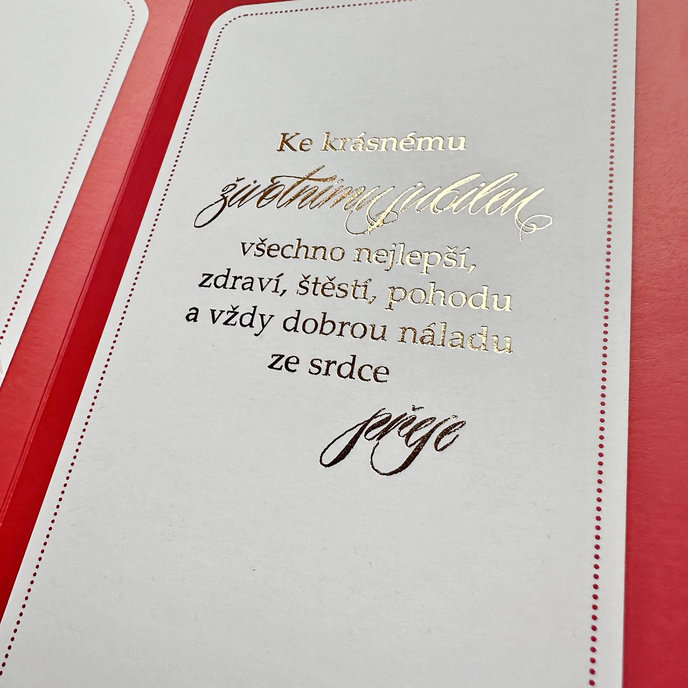 Ke krásnému
životnímu jubileu
všechno nejlepší,
zdraví, štěstí, pohodu
a vždy dobrou náladu
ze srdce
přeje